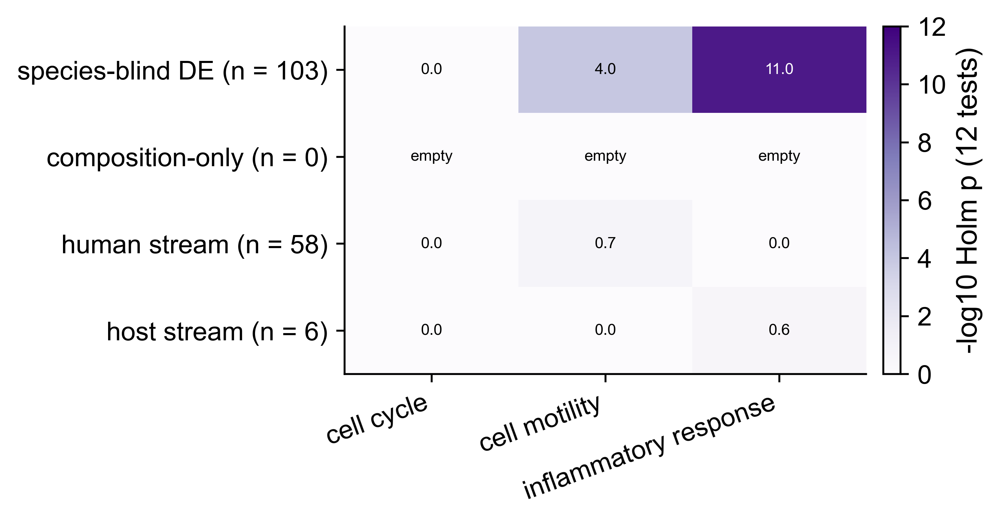 species-blind DE (n = 103)
0.0
4.0
11.0
composition-only (n = 0)
empty
empty
empty
human stream (n = 58)
0.0
0.7
0.0
host stream (n = 6)
0.0
0.0
0.6
cell cycle
cell motility
inflammatory response
12
10
8
6
4
2
0
-log10 Holm p (12 tests)